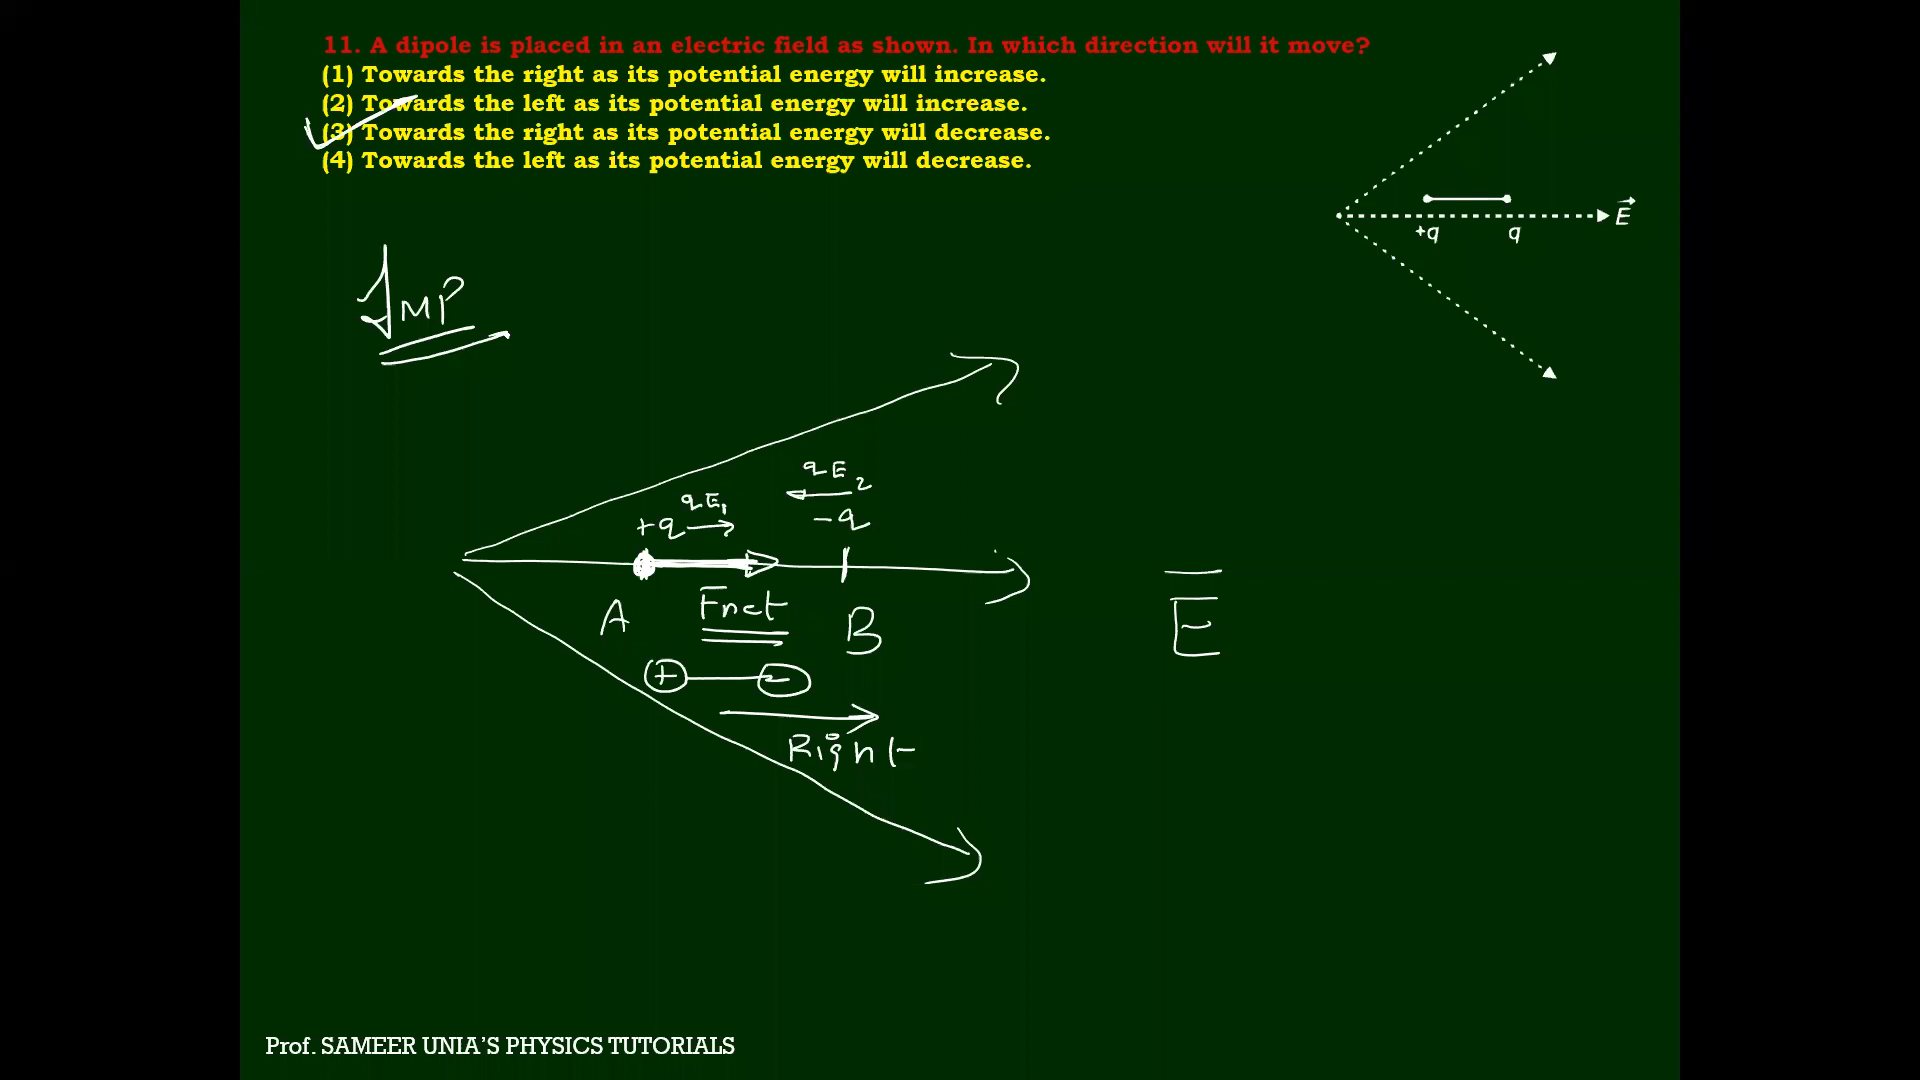 11. A dipole is placed in an electric field as shown. In which direction will it move?
(1) Towards the right as its potential energy will increase.
(2) Towards the left as its potential energy will increase.
(3) Towards the right as its potential energy will decrease.
(4) Towards the left as its potential energy will decrease.
E
+q q
IMP
qE2
qE1
+q -q
A Fnet B
E
+ -
Right
Prof. SAMEER UNIA'S PHYSICS TUTORIALS